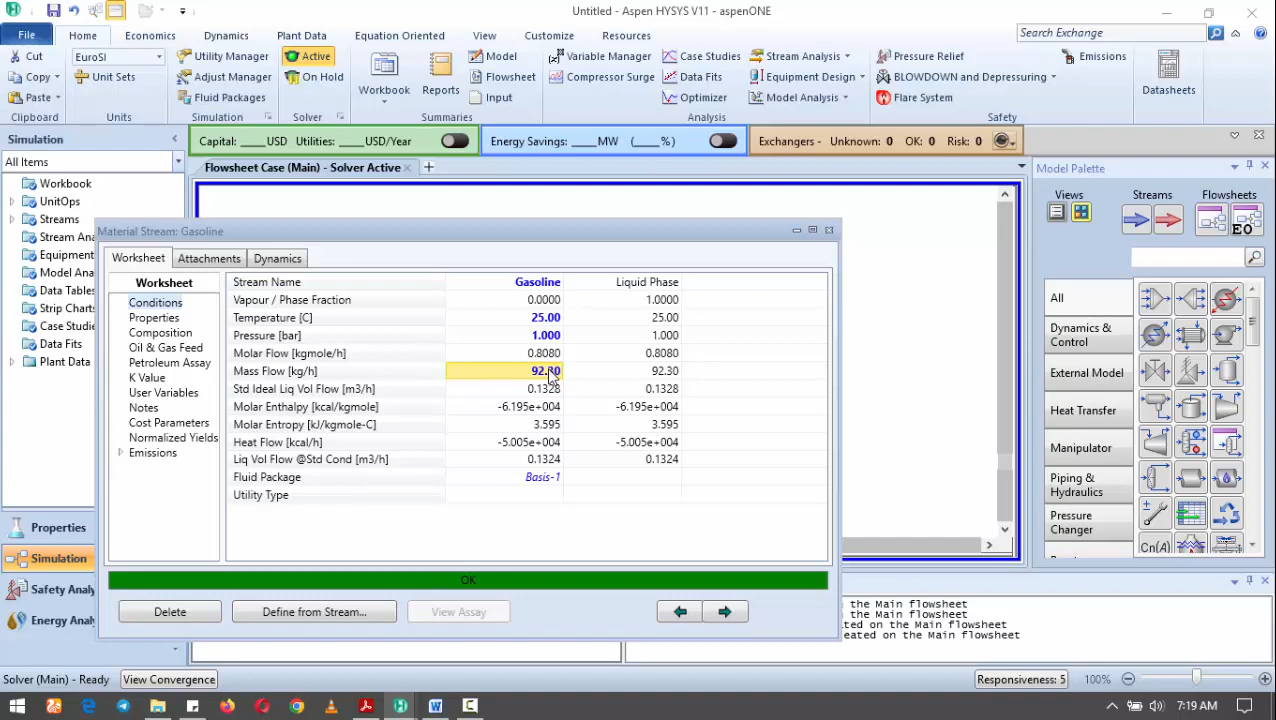 Untitled - Aspen HYSYS V11 - aspenONE
File Home Economics Dynamics Plant Data Equation Oriented View Customize Resources Search Exchange
Cut EuroSI Utility Manager Active Model Variable Manager Case Studies Stream Analysis Pressure Relief Emissions
Copy Unit Sets Adjust Manager On Hold Workbook Reports Flowsheet Compressor Surge Data Fits Equipment Design BLOWDOWN and Depressuring Datasheets
Paste Fluid Packages Input Optimizer Model Analysis Flare System
Clipboard Units Simulation Solver Summaries Analysis Safety
Simulation Capital: ____USD Utilities: ____USD/Year Energy Savings: ____MW (____%) Exchangers - Unknown: 0 OK: 0 Risk: 0
All Items Flowsheet Case (Main) - Solver Active Model Palette
Workbook
UnitOps
Streams
Stream Ana
Equipment
Model Ana
Data Tables
Strip Charts
Case Studie
Data Fits
Plant Data
Properties
Simulation
Safety Analy
Energy Analy
Material Stream: Gasoline
Worksheet Attachments Dynamics
Worksheet
Conditions
Properties
Composition
Oil & Gas Feed
Petroleum Assay
K Value
User Variables
Notes
Cost Parameters
Normalized Yields
Emissions
Stream Name Gasoline Liquid Phase
Vapour / Phase Fraction 0.0000 1.0000
Temperature [C] 25.00 25.00
Pressure [bar] 1.000 1.000
Molar Flow [kgmole/h] 0.8080 0.8080
Mass Flow [kg/h] 92.30 92.30
Std Ideal Liq Vol Flow [m3/h] 0.1328 0.1328
Molar Enthalpy [kcal/kgmole] -6.195e+004 -6.195e+004
Molar Entropy [kJ/kgmole-C] 3.595 3.595
Heat Flow [kcal/h] -5.005e+004 -5.005e+004
Liq Vol Flow @Std Cond [m3/h] 0.1324 0.1324
Fluid Package Basis-1
Utility Type
OK
Delete Define from Stream... View Assay
Views Streams Flowsheets
EO
All
Dynamics &
Control
External Model
Heat Transfer
Manipulator
Piping &
Hydraulics
Pressure
Changer
Cn(A)
the Main flowsheet
the Main flowsheet
ated on the Main flowsheet
eated on the Main flowsheet
Solver (Main) - Ready View Convergence Responsiveness: 5 100%
7:19 AM